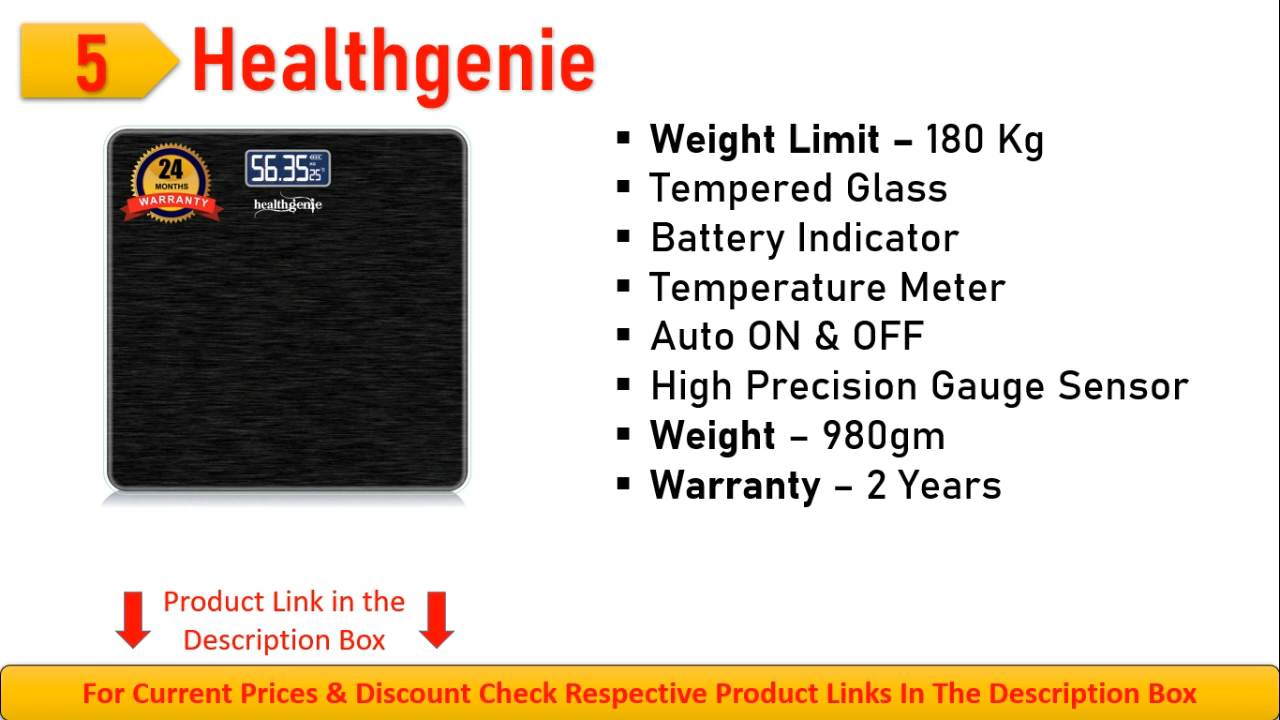 5 Healthgenie
24
MONTHS
WARRANTY
56.35
KG
25°
healthgenie
▪ Weight Limit – 180 Kg
▪ Tempered Glass
▪ Battery Indicator
▪ Temperature Meter
▪ Auto ON & OFF
▪ High Precision Gauge Sensor
▪ Weight – 980gm
▪ Warranty – 2 Years
Product Link in the
Description Box
For Current Prices & Discount Check Respective Product Links In The Description Box